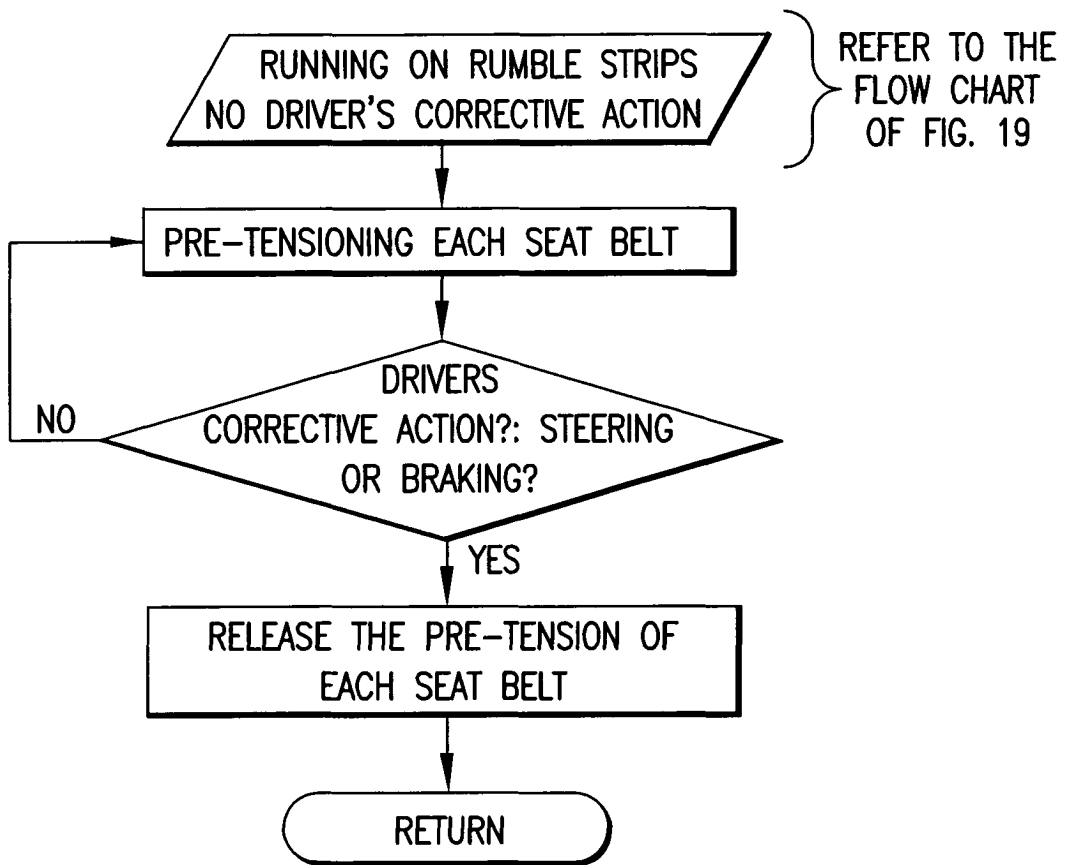 RUNNING ON RUMBLE STRIPS
NO DRIVER'S CORRECTIVE ACTION
REFER TO THE
FLOW CHART
OF FIG. 19
PRE-TENSIONING EACH SEAT BELT
DRIVERS
CORRECTIVE ACTION?: STEERING
OR BRAKING?
NO
YES
RELEASE THE PRE-TENSION OF
EACH SEAT BELT
RETURN